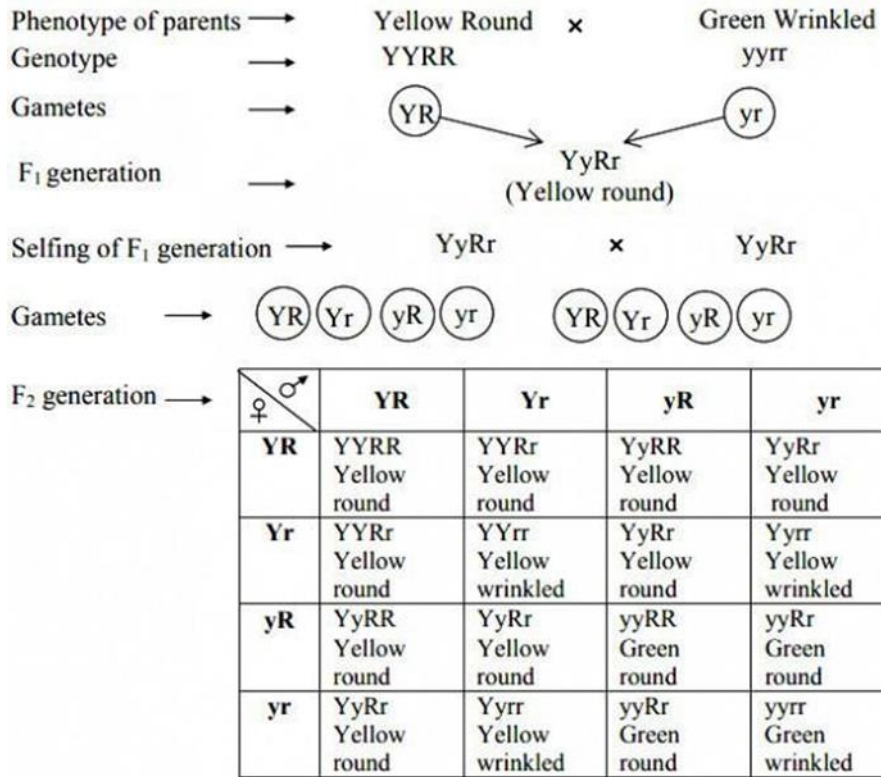 Phenotype of parents → Yellow Round × Green Wrinkled
Genotype → YYRR yyrr
Gametes → YR yr
F₁ generation → YyRr
(Yellow round)
Selfing of F₁ generation → YyRr × YyRr
Gametes → YR Yr yR yr YR Yr yR yr
F₂ generation → ♀ ♂ YR Yr yR yr
YR YYRR YYRr YyRR YyRr
Yellow Yellow Yellow Yellow
round round round round
Yr YYRr YYrr YyRr Yyrr
Yellow Yellow Yellow Yellow
round wrinkled round wrinkled
yR YyRR YyRr yyRR yyRr
Yellow Yellow Green Green
round round round round
yr YyRr Yyrr yyRr yyrr
Yellow Yellow Green Green
round wrinkled round wrinkled